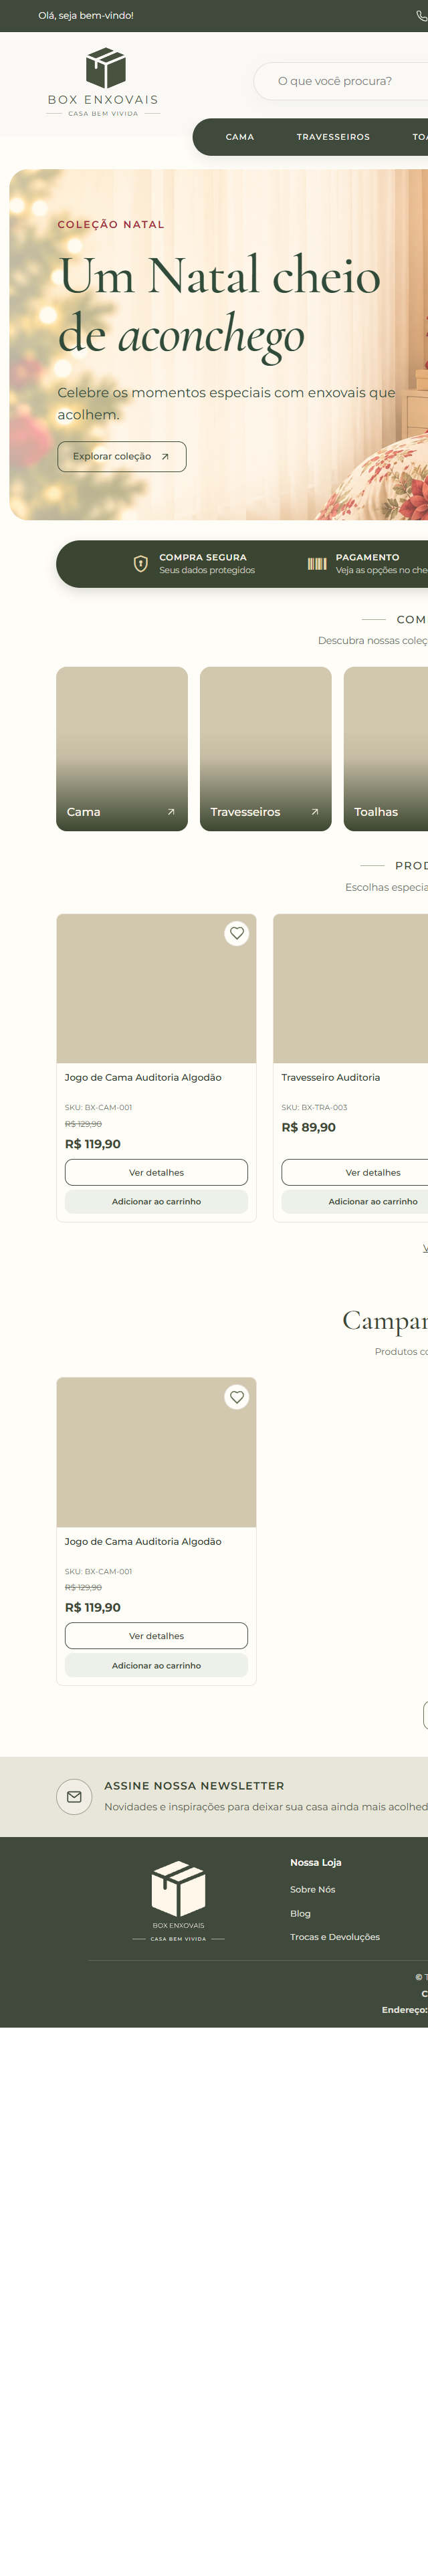 Olá, seja bem-vindo!
BOX ENXOVAIS
CASA BEM VIVIDA
O que você procura?
CAMA
TRAVESSEIROS
COLEÇÃO NATAL
Um Natal cheio
de aconchego
Celebre os momentos especiais com enxovais que
acolhem.
Explorar coleção
COMPRA SEGURA
Seus dados protegidos
PAGAMENTO
Veja as opções no che
COM
Descubra nossas coleç
Cama
Travesseiros
Toalhas
PROD
Escolhas especia
Jogo de Cama Auditoria Algodão
SKU: BX-CAM-001
R$ 129,90
R$ 119,90
Ver detalhes
Adicionar ao carrinho
Travesseiro Auditoria
SKU: BX-TRA-003
R$ 89,90
Ver detalhes
Adicionar ao carrinho
Campa
Produtos co
Jogo de Cama Auditoria Algodão
SKU: BX-CAM-001
R$ 129,90
R$ 119,90
Ver detalhes
Adicionar ao carrinho
ASSINE NOSSA NEWSLETTER
Novidades e inspirações para deixar sua casa ainda mais acolhed
BOX ENXOVAIS
CASA BEM VIVIDA
Nossa Loja
Sobre Nós
Blog
Trocas e Devoluções
© T
C
Endereço: